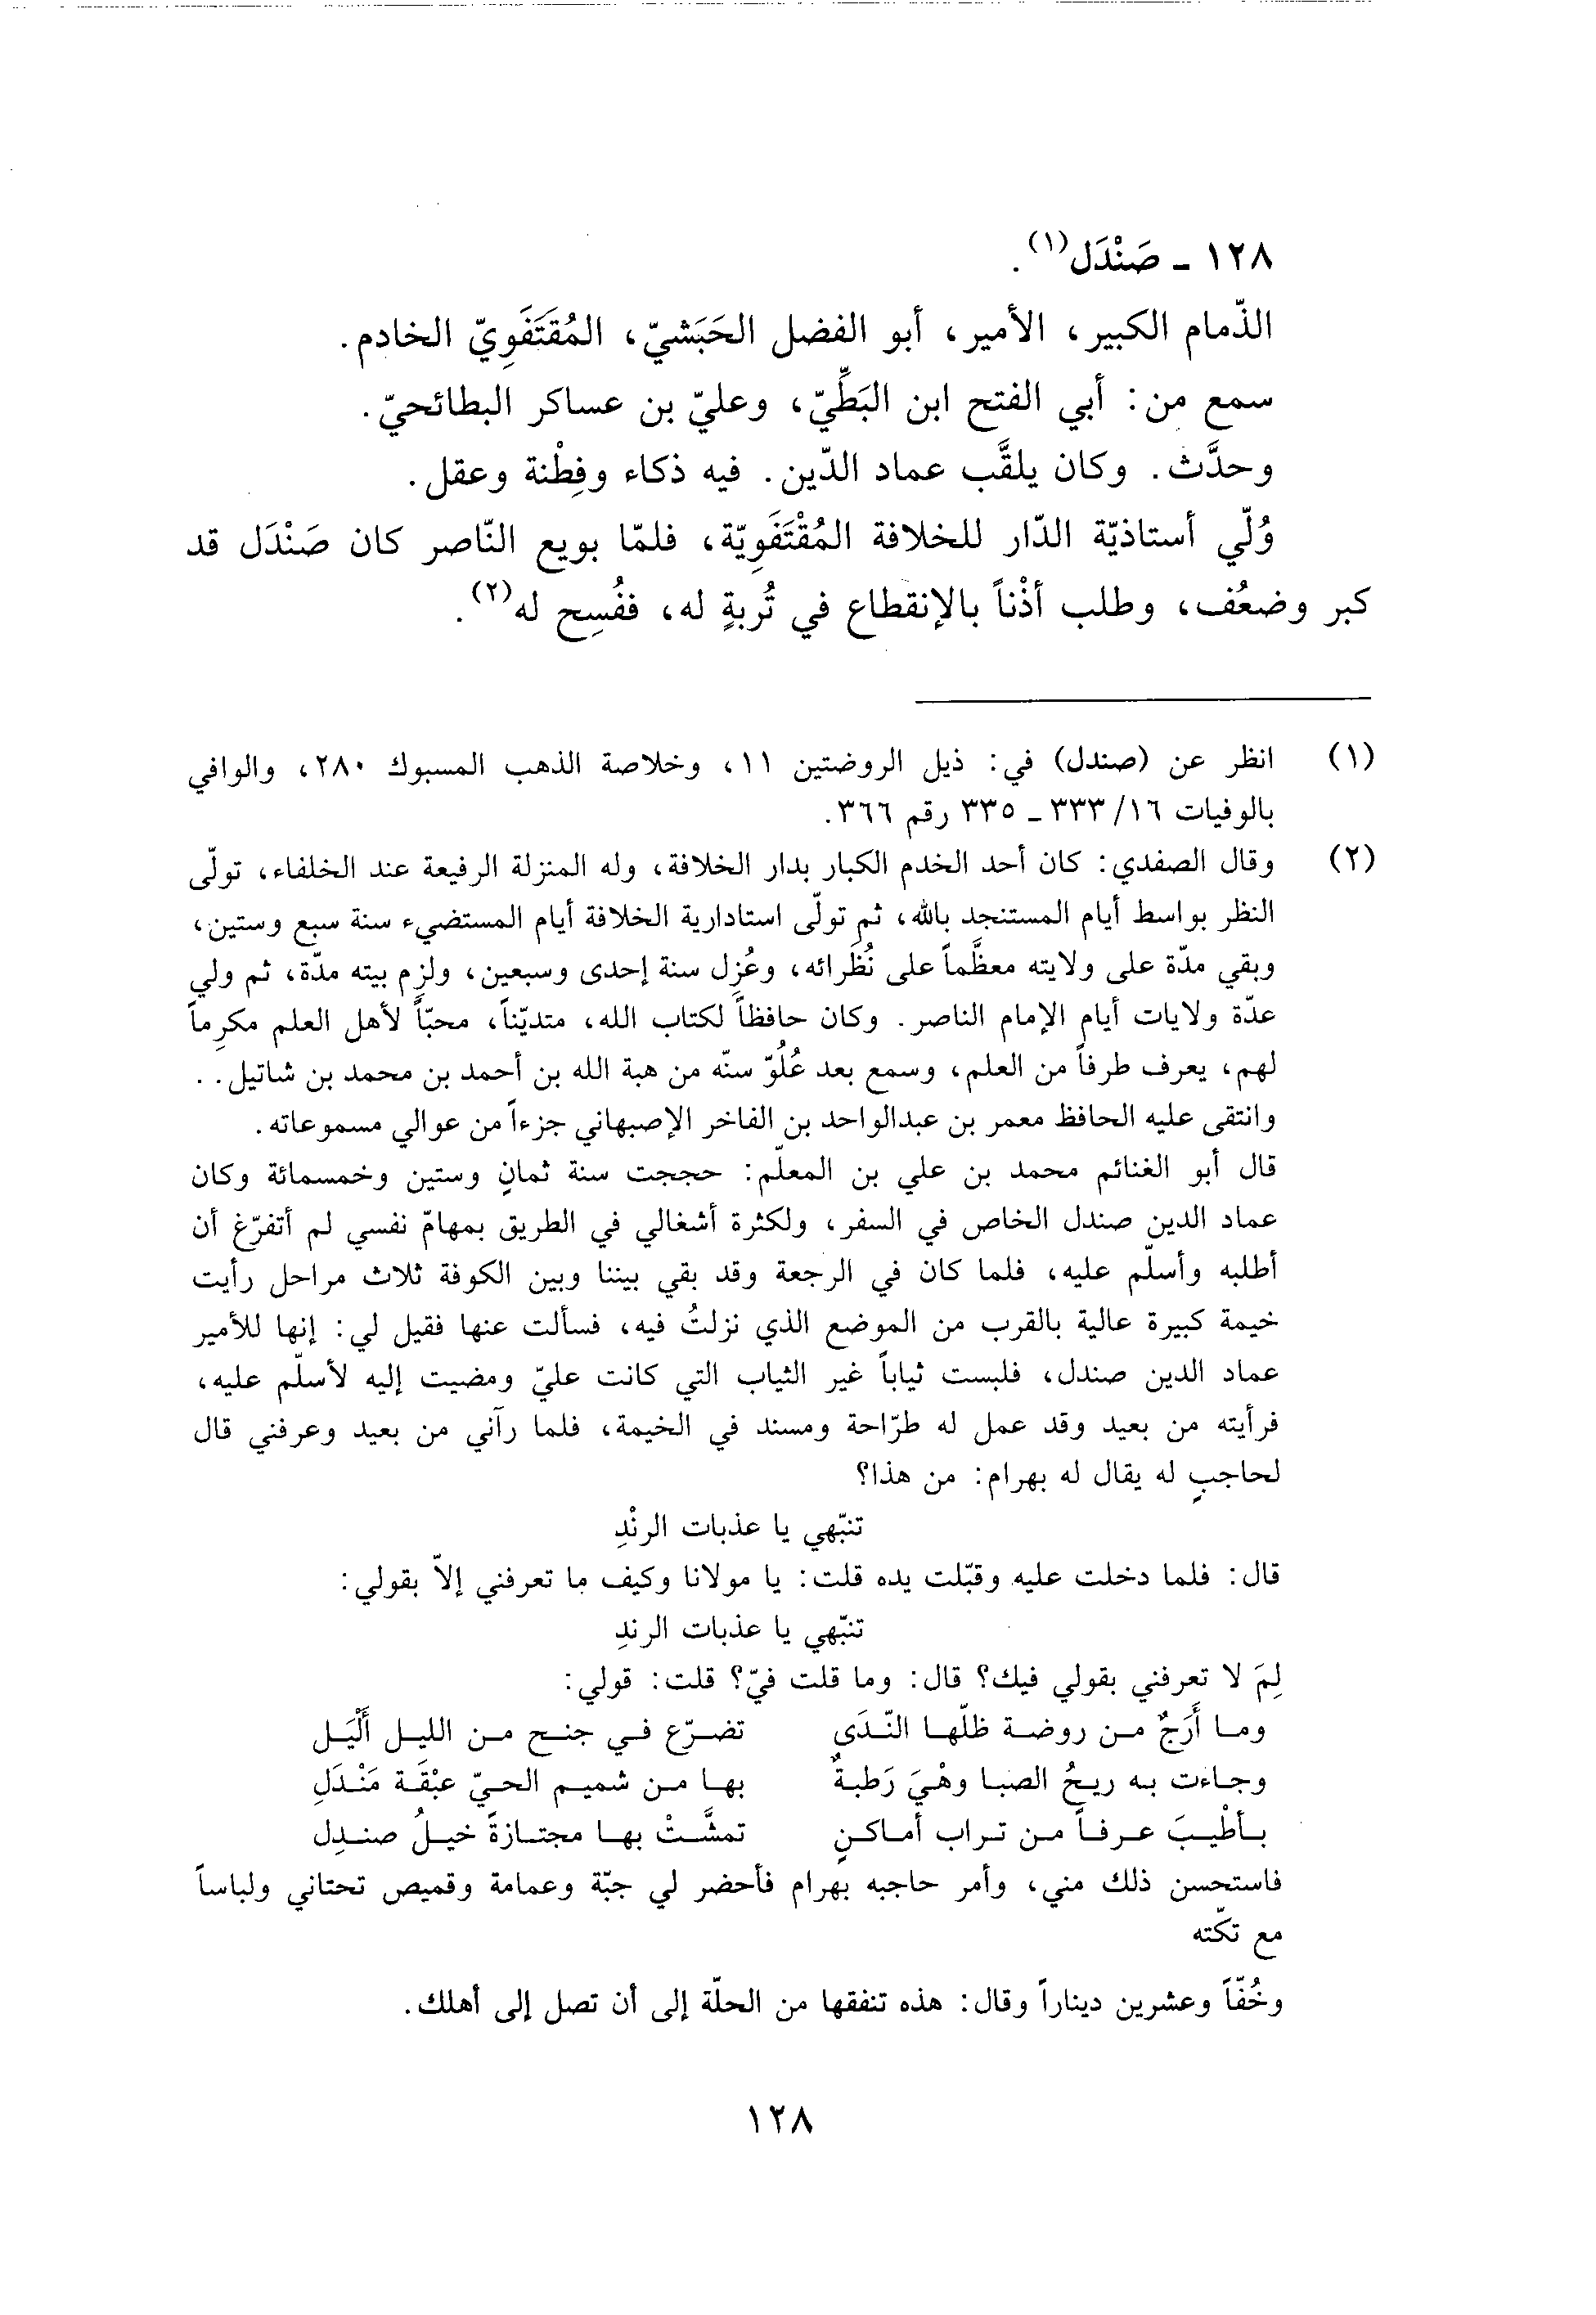 ١٢٨ ـ صَنْدَل(١).
الذّمام الكبير، الأمير، أبو الفضل الحَبَشيّ، المُقَتَفَوِيّ الخادم.
سمع من: أبي الفتح ابن البَطِّيّ، وعليّ بن عساكر البطائحيّ.
وحدَّث. وكان يلقَّب عماد الدّين. فيه ذكاء وفِطْنة وعقل.
وُلّي أستاذيّة الدّار للخلافة المُقْتَفَوِيّة، فلمّا بويع النّاصر كان صَنْدَل قد
كبر وضعُف، وطلب أذْناً بالإنقطاع في تُربةٍ له، ففُسِح له(٢).
(١) انظر عن (صندل) في: ذيل الروضتين ١١، وخلاصة الذهب المسبوك ٢٨٠، والوافي
بالوفيات ١٦/ ٣٣٣ ـ ٣٣٥ رقم ٣٦٦.
(٢) وقال الصفدي: كان أحد الخدم الكبار بدار الخلافة، وله المنزلة الرفيعة عند الخلفاء، تولّى
النظر بواسط أيام المستنجد بالله، ثم تولّى استادارية الخلافة أيام المستضيء سنة سبع وستين،
وبقي مدّة على ولايته معظَّماً على نُظَرائه، وعُزِل سنة إحدى وسبعين، ولزم بيته مدّة، ثم ولي
عدّة ولايات أيام الإمام الناصر. وكان حافظاً لكتاب الله، متديّناً، محبّاً لأهل العلم مكرِماً
لهم، يعرف طرفاً من العلم، وسمع بعد عُلُوّ سنّه من هبة الله بن أحمد بن محمد بن شاتيل..
وانتقى عليه الحافظ معمر بن عبدالواحد بن الفاخر الإصبهاني جزءاً من عوالي مسموعاته.
قال أبو الغنائم محمد بن علي بن المعلّم: حججت سنة ثمانٍ وستين وخمسمائة وكان
عماد الدين صندل الخاص في السفر، ولكثرة أشغالي في الطريق بمهامّ نفسي لم أتفرّغ أن
أطلبه وأسلّم عليه، فلما كان في الرجعة وقد بقي بيننا وبين الكوفة ثلاث مراحل رأيت
خيمة كبيرة عالية بالقرب من الموضع الذي نزلتُ فيه، فسألت عنها فقيل لي: إنها للأمير
عماد الدين صندل، فلبست ثياباً غير الثياب التي كانت عليّ ومضيت إليه لأسلّم عليه،
فرأيته من بعيد وقد عمل له طرّاحة ومسند في الخيمة، فلما رآني من بعيد وعرفني قال
لحاجبٍ له يقال له بهرام: من هذا؟
تنبّهي يا عذبات الرنْدِ
قال: فلما دخلت عليه وقبّلت يده قلت: يا مولانا وكيف ما تعرفني إلاّ بقولي:
تنبّهي يا عذبات الرندِ
لِمَ لا تعرفني بقولي فيك؟ قال: وما قلت فيّ؟ قلت: قولي:
وما أَرَجٌ من روضة ظلّها النّدَى تضرّع في جنح من الليل أَلْيَل
وجاءت به ريحُ الصبا وهْيَ رَطبةٌ بها من شميم الحيّ عبْقَة مَنْدَلِ
بأطْيبَ عرفاً من تراب أماكنٍ تمشَّتْ بها مجتازةً خيلُ صندِل
فاستحسن ذلك مني، وأمر حاجبه بهرام فأحضر لي جبّة وعمامة وقميص تحتاني ولباساً
مع تكّته
وخُفّاً وعشرين ديناراً وقال: هذه تنفقها من الحلّة إلى أن تصل إلى أهلك.
١٢٨